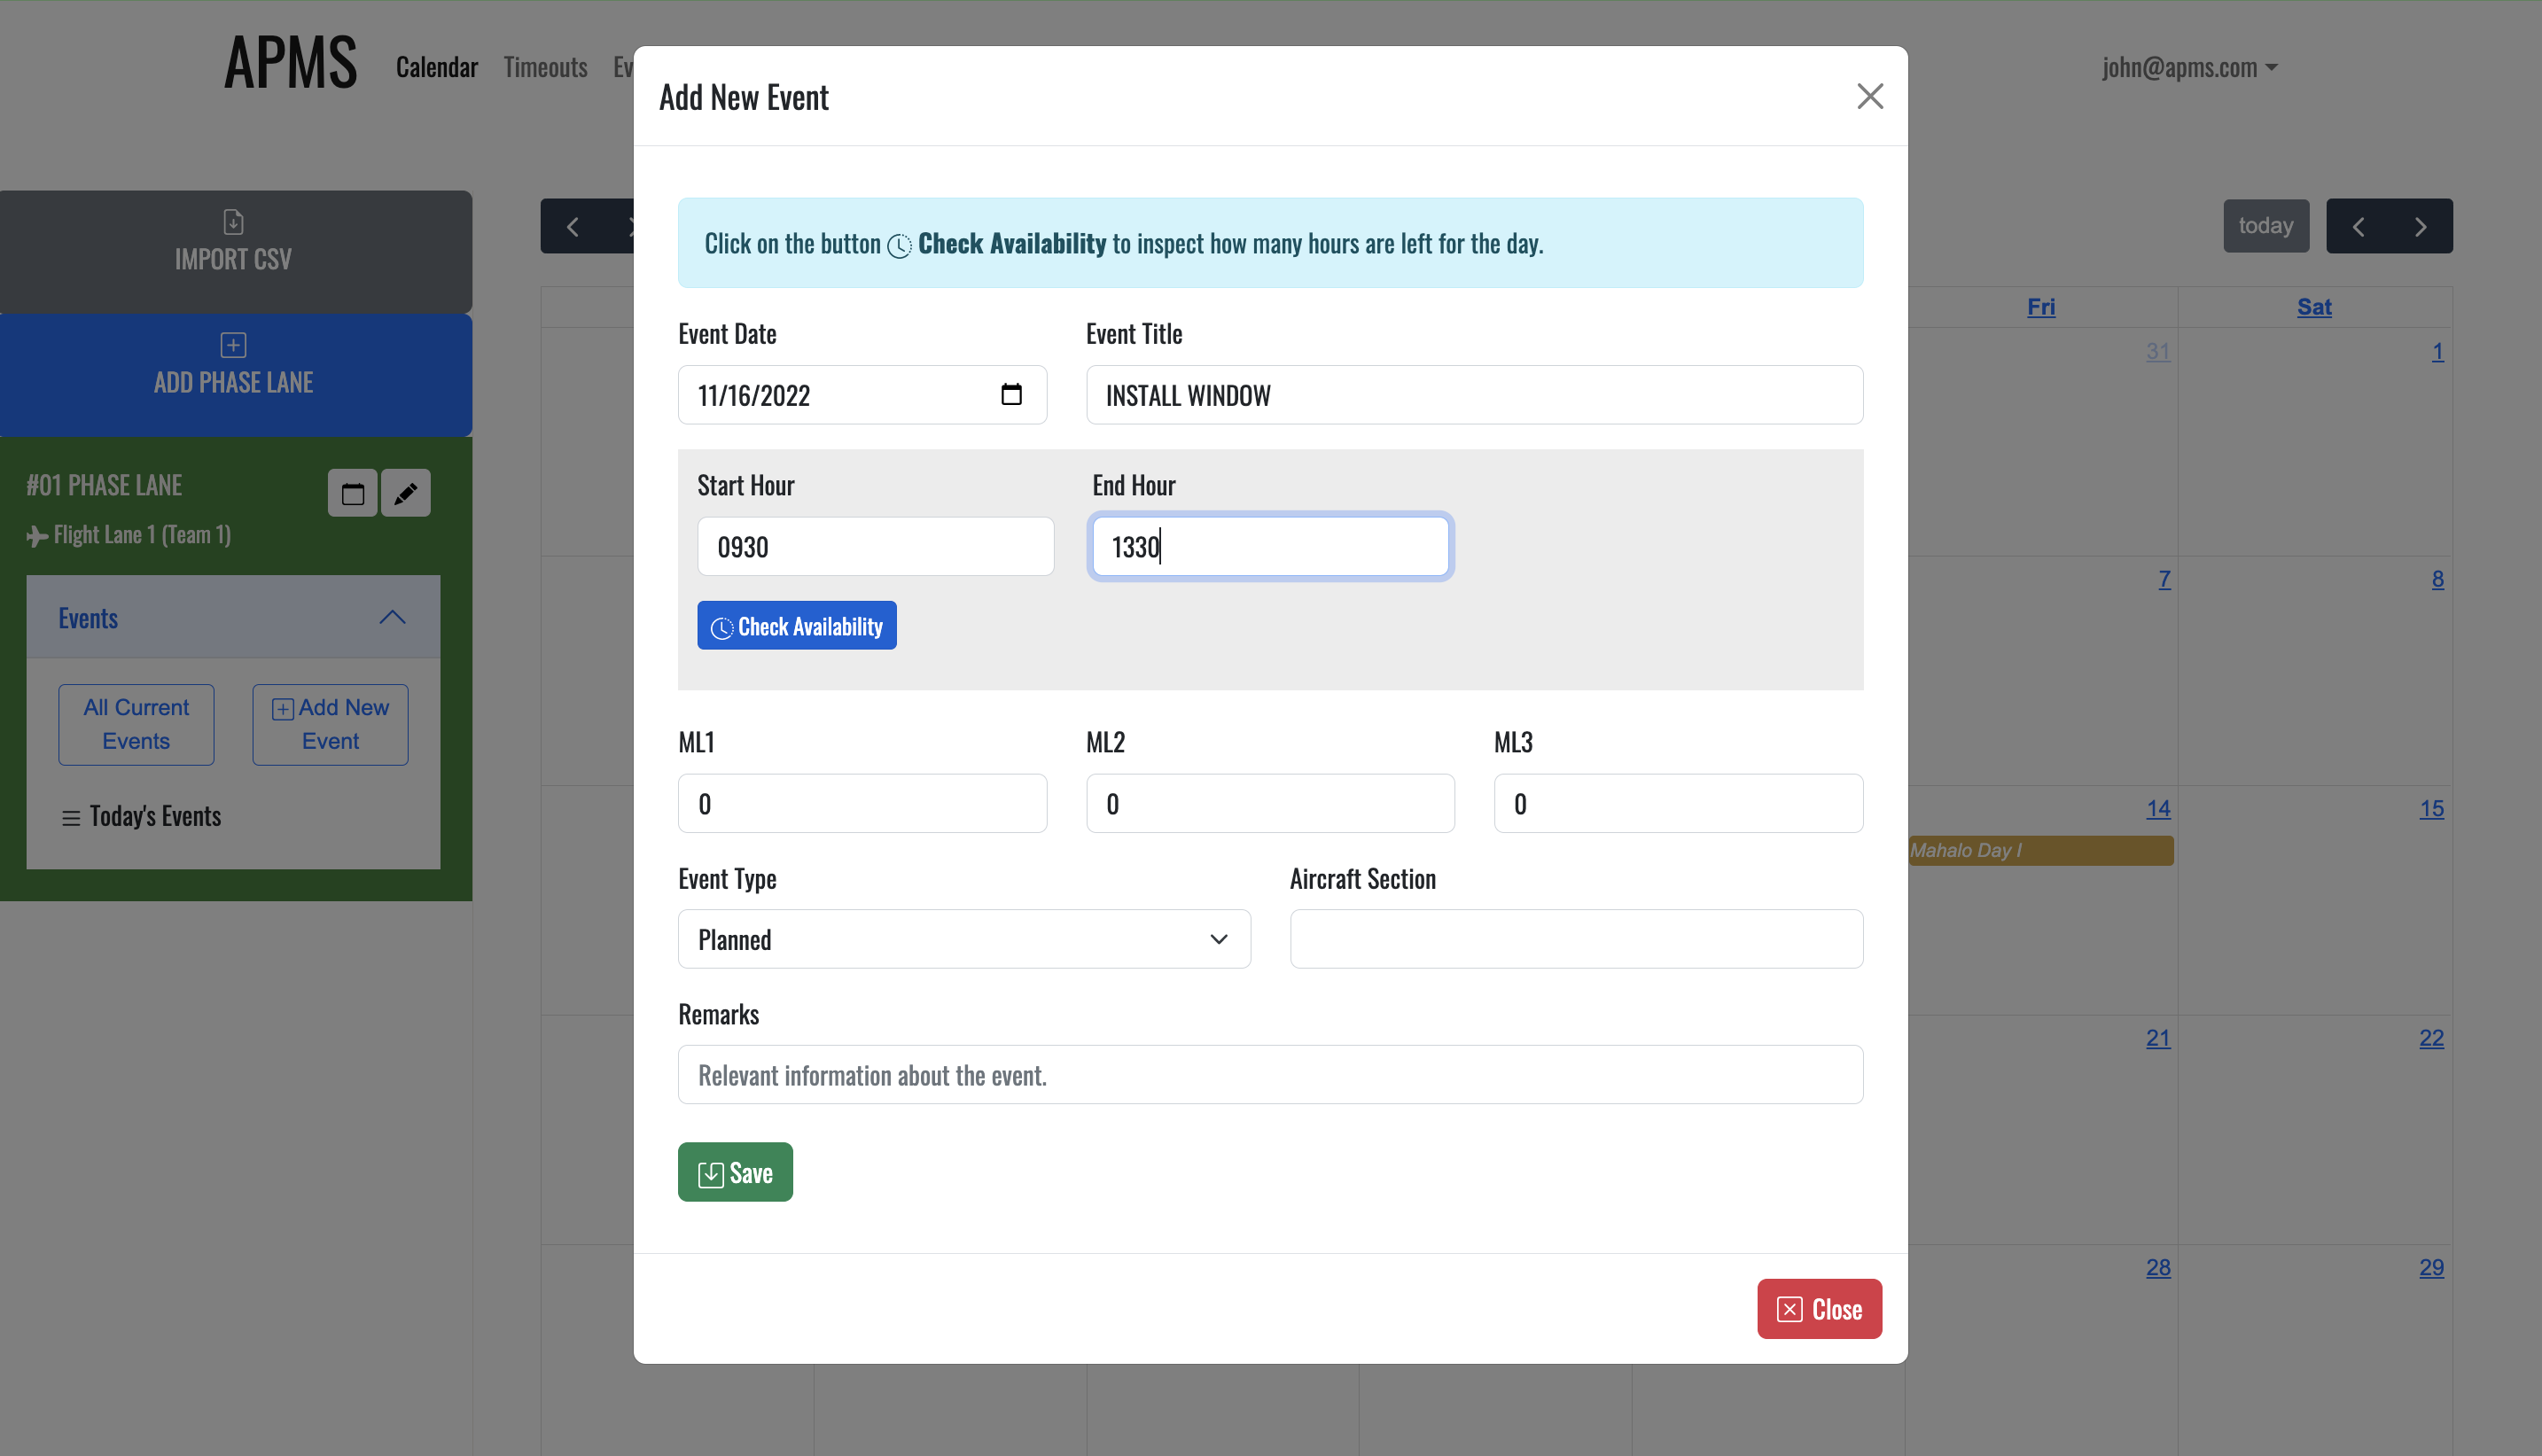 APMS
Calendar
Timeouts
john@apms.com
Add New Event
IMPORT CSV
ADD PHASE LANE
#01 PHASE LANE
Flight Lane 1 (Team 1)
Events
All Current
Events
Add New
Event
Today's Events
Click on the button Check Availability to inspect how many hours are left for the day.
Event Date
Event Title
11/16/2022
INSTALL WINDOW
Start Hour
End Hour
0930
1330
Check Availability
ML1
ML2
ML3
0
0
0
Event Type
Aircraft Section
Planned
Remarks
Relevant information about the event.
Save
Close
today
Fri
Sat
31
1
7
8
14
15
Mahalo Day I
21
22
28
29